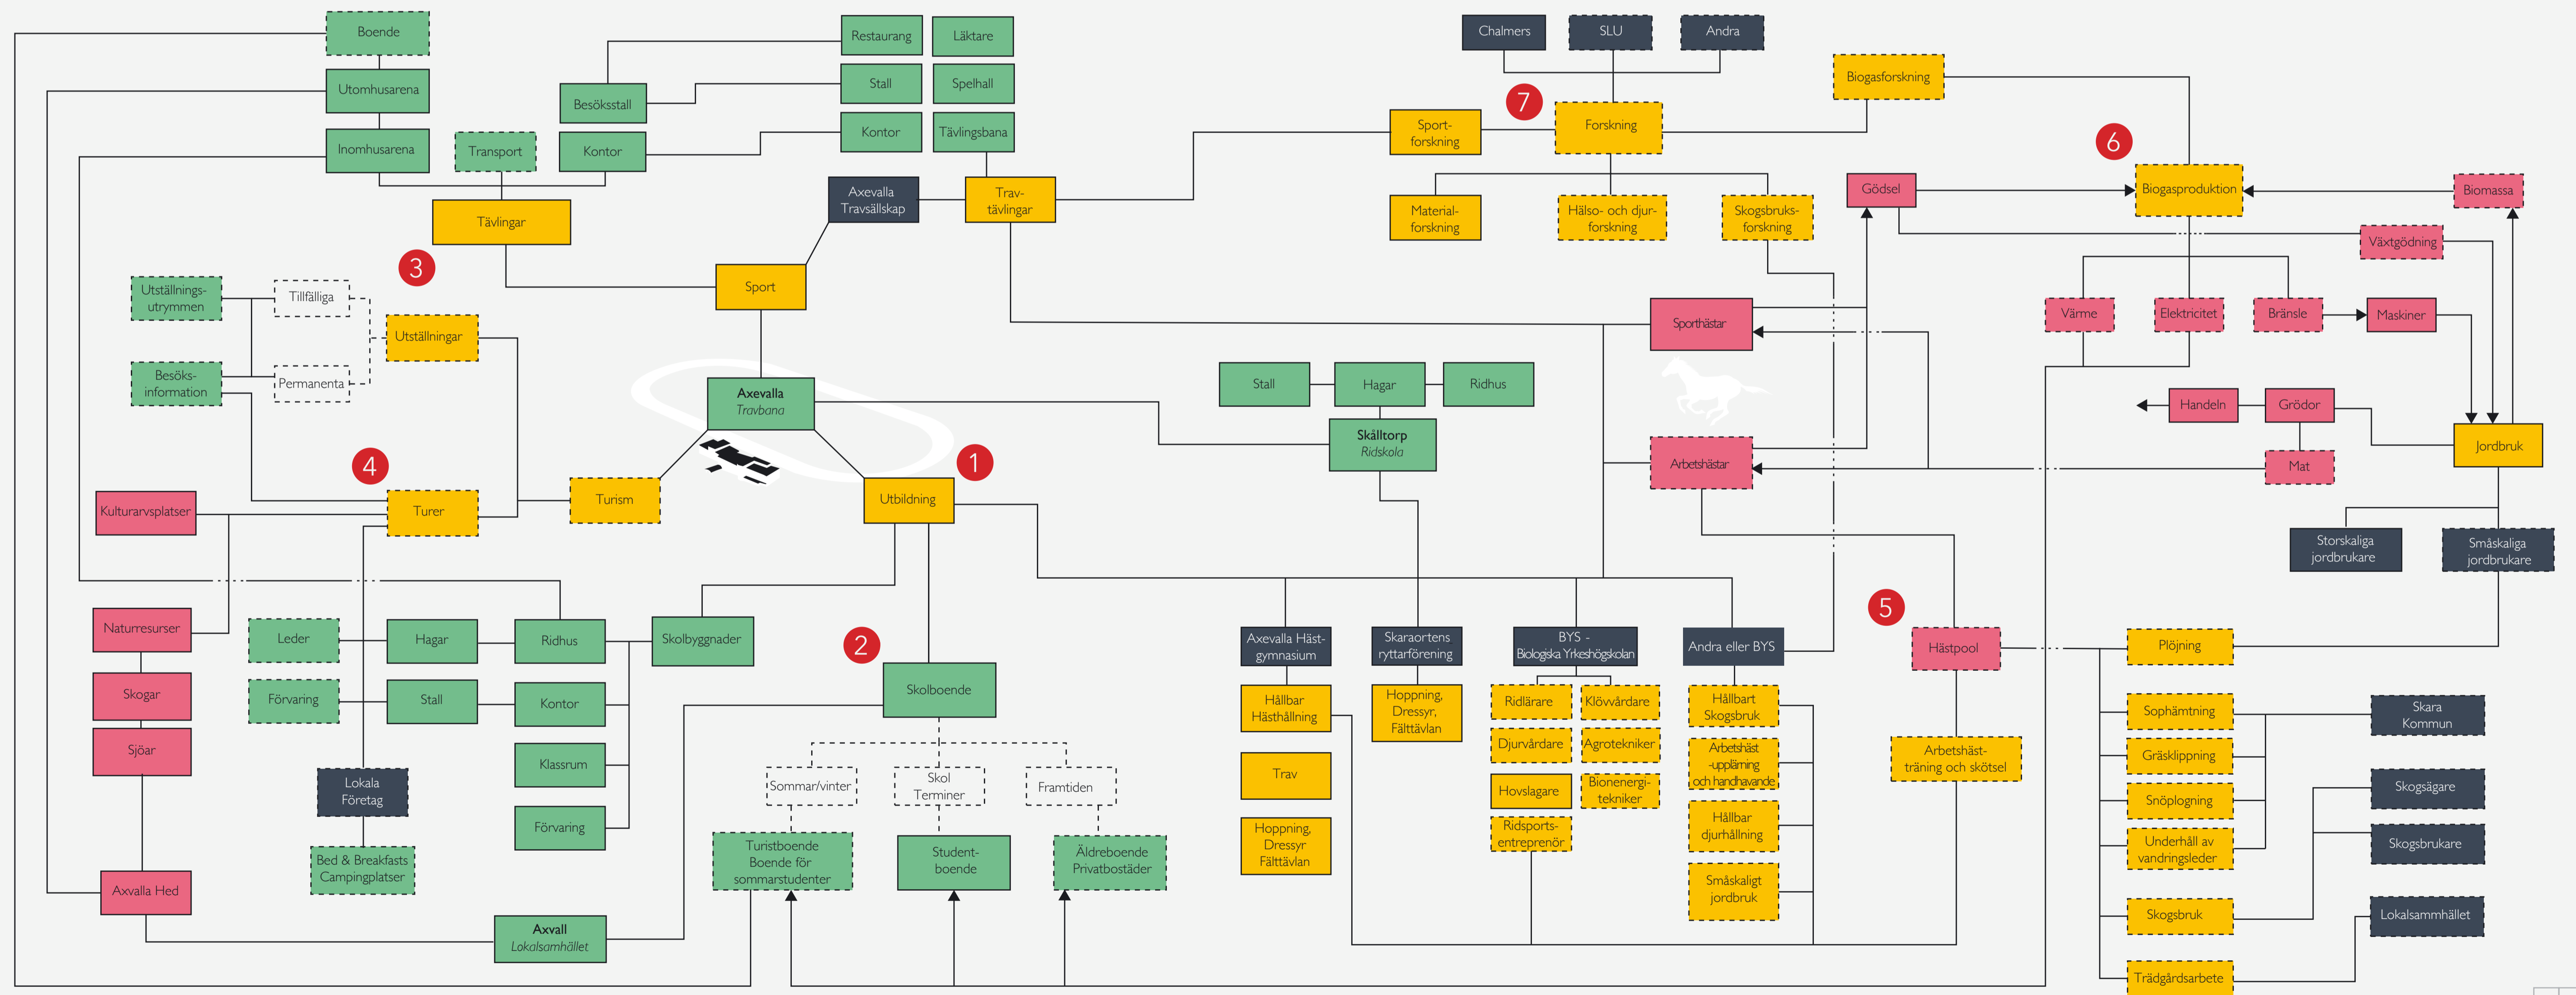 Boende
Utomhusarena
Inomhusarena
Transport
Besöksstall
Kontor
Restaurang
Läktare
Stall
Spelhall
Kontor
Tävlingsbana
Tävlingar
Axevalla
Travsällskap
Trav-
tävlingar
Sport
3
Utställnings-
utrymmen
Tillfälliga
Utställningar
Besöks-
information
Permanenta
4
Kulturarvsplatser
Turer
Turism
Axevalla
Travbana
Utbildning
1
Chalmers
SLU
Andra
7
Sport-
forskning
Forskning
Biogasforskning
Material-
forskning
Hälso- och djur-
forskning
Skogsbruks-
forskning
6
Gödsel
Biogasproduktion
Biomassa
Växtgödning
Värme
Elektricitet
Bränsle
Maskiner
Sporthästar
Stall
Hagar
Ridhus
Skålltorp
Ridskola
Arbetshästar
Handeln
Grödor
Mat
Jordbruk
Storskaliga
jordbrukare
Småskaliga
jordbrukare
Naturresurser
Skogar
Sjöar
Axvalla Hed
Leder
Hagar
Ridhus
Skolbyggnader
Förvaring
Stall
Kontor
Klassrum
Förvaring
Lokala
Företag
Bed & Breakfasts
Campingplatser
Axvall
Lokalsamhället
2
Skolboende
Sommar/vinter
Skol
Terminer
Framtiden
Turistboende
Boende för
sommarstudenter
Student-
boende
Äldreboende
Privatbostäder
Axevalla Häst-
gymnasium
Hållbar
Hästhållning
Trav
Hoppning,
Dressyr
Fälttävlan
Skaraortens
ryttarförening
Hoppning,
Dressyr,
Fälttävlan
BYS -
Biologiska Yrkeshögskolan
Ridlärare
Klövvårdare
Djurvårdare
Agrotekniker
Hovslagare
Bionenergi-
tekniker
Ridsports-
entreprenör
Andra eller BYS
Hållbart
Skogsbruk
Arbetshäst
-upplärning
och handhavande
Hållbar
djurhållning
Småskaligt
jordbruk
5
Hästpool
Arbetshäst-
träning och skötsel
Plöjning
Sophämtning
Gräsklippning
Snöplogning
Underhåll av
vandringsleder
Skogsbruk
Trädgårdsarbete
Skara
Kommun
Skogsägare
Skogsbrukare
Lokalsammhället